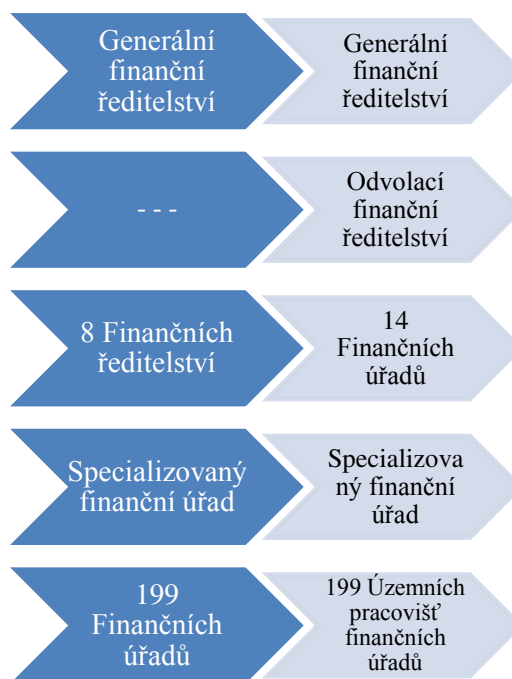 Generální
finanční
ředitelství
Generální
finanční
ředitelství
- - -
Odvolací
finanční
ředitelství
8 Finančních
ředitelství
14
Finančních
úřadů
Specializovaný
finanční úřad
Specializova
ný finanční
úřad
199
Finančních
úřadů
199 Územních
pracovišť
finančních
úřadů